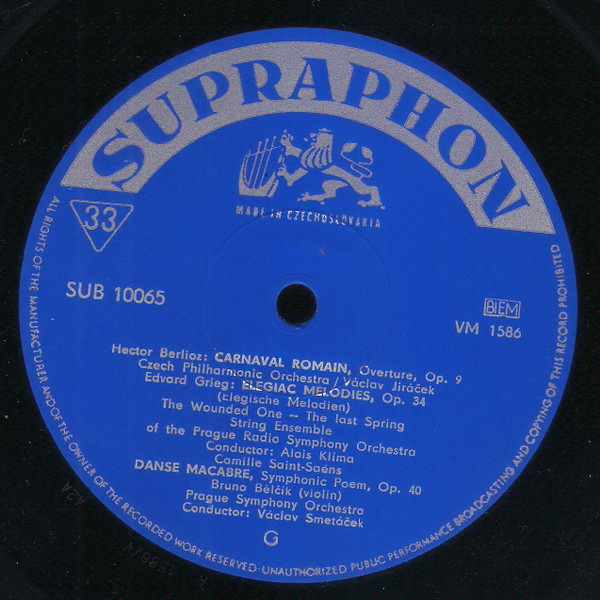 SUPRAPHON
MADE IN CZECHOSLOVAKIA
33
SUB 10065
BIEM
VM 1586
Hector Berlioz: CARNAVAL ROMAIN, Overture, Op. 9
Czech Philharmonic Orchestra/Václav Jiráček
Edvard Grieg: ELEGIAC MELODIES, Op. 34
(Elegische Melodien)
The Wounded One – The last Spring
String Ensemble
of the Prague Radio Symphony Orchestra
Conductor: Alois Klíma
Camille Saint-Saéns
DANSE MACABRE, Symphonic Poem, Op. 40
Bruno Bělčík (violin)
Prague Symphony Orchestra
Conductor: Václav Smetáček
G
ALL RIGHTS OF THE MANUFACTURER AND OF THE OWNER OF THE RECORDED WORK RESERVED·UNAUTHORIZED PUBLIC PERFORMANCE BROADCASTING AND COPYING OF THIS RECORD PROHIBITED